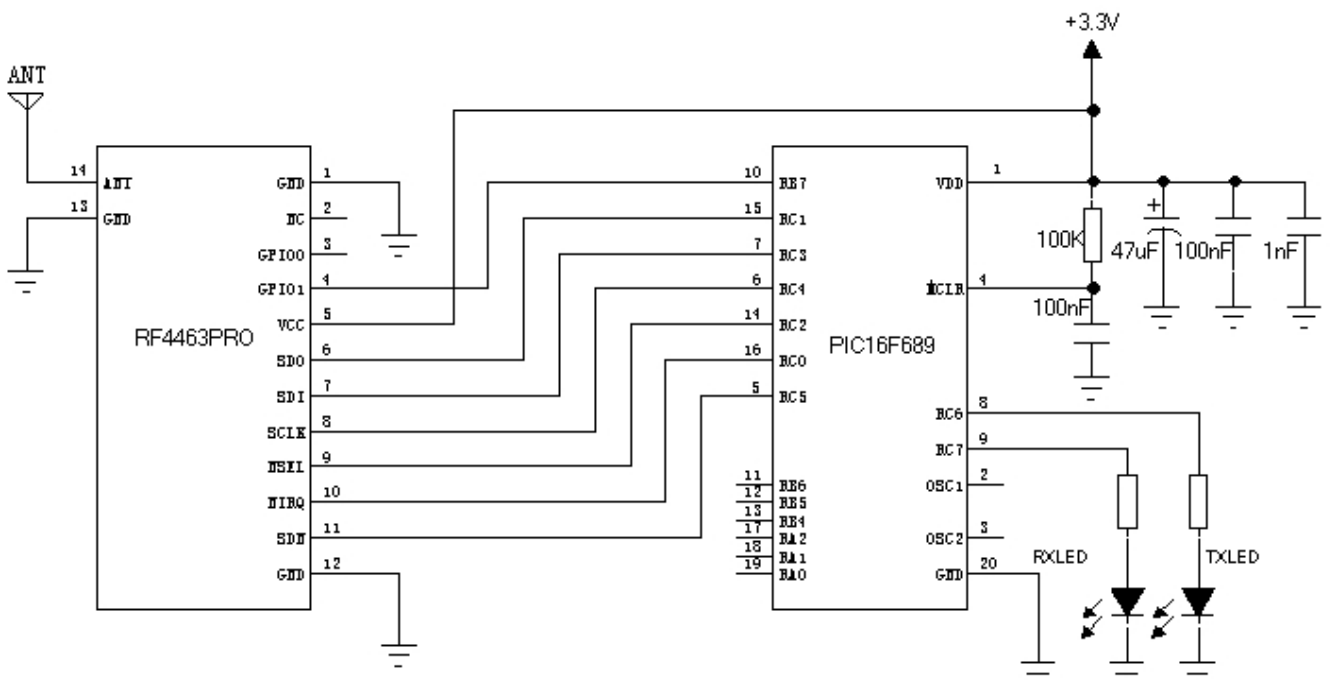 +3.3V
ANT
14 ANT GND 1
13 GND NC 2
GPIO0 3
GPIO1 4
VCC 5
SDO 6
RF4463PRO
SDI 7
SCLK 8
NSEL 9
NIRQ 10
SDN 11
GND 12
10 RB7 VDD 1
15 RC1
7 RC3
6 RC4 MCLR 4
14 RC2
PIC16F689
16 RC0
5 RC5
RC6 8
RC7 9
11 RB6 OSC1 2
12 RB5
13 RB4
17 RA2 OSC2 3
18 RA1
19 RA0 GND 20
100K
+
47uF 100nF 1nF
100nF
RXLED TXLED